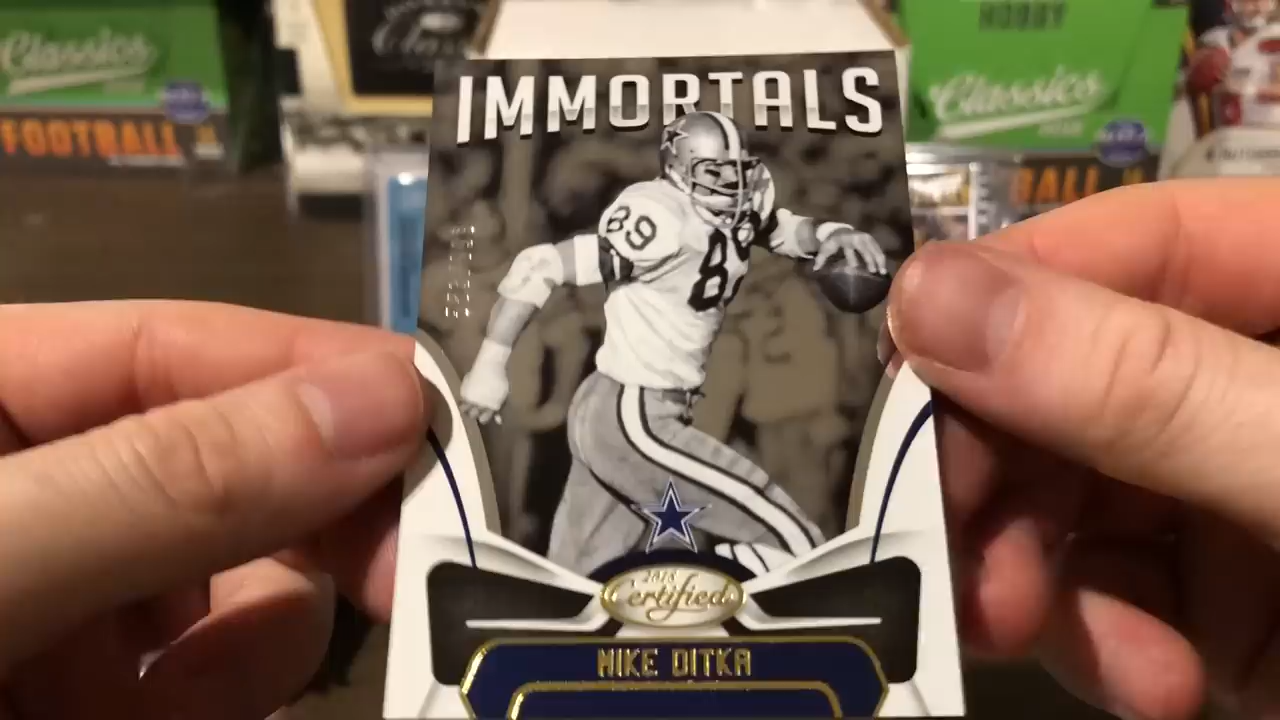 HOBBY
Classics
Classics
FOOTBALL
BALL
IMMORTALS
89
89
2018
Certified
MIKE DITKA